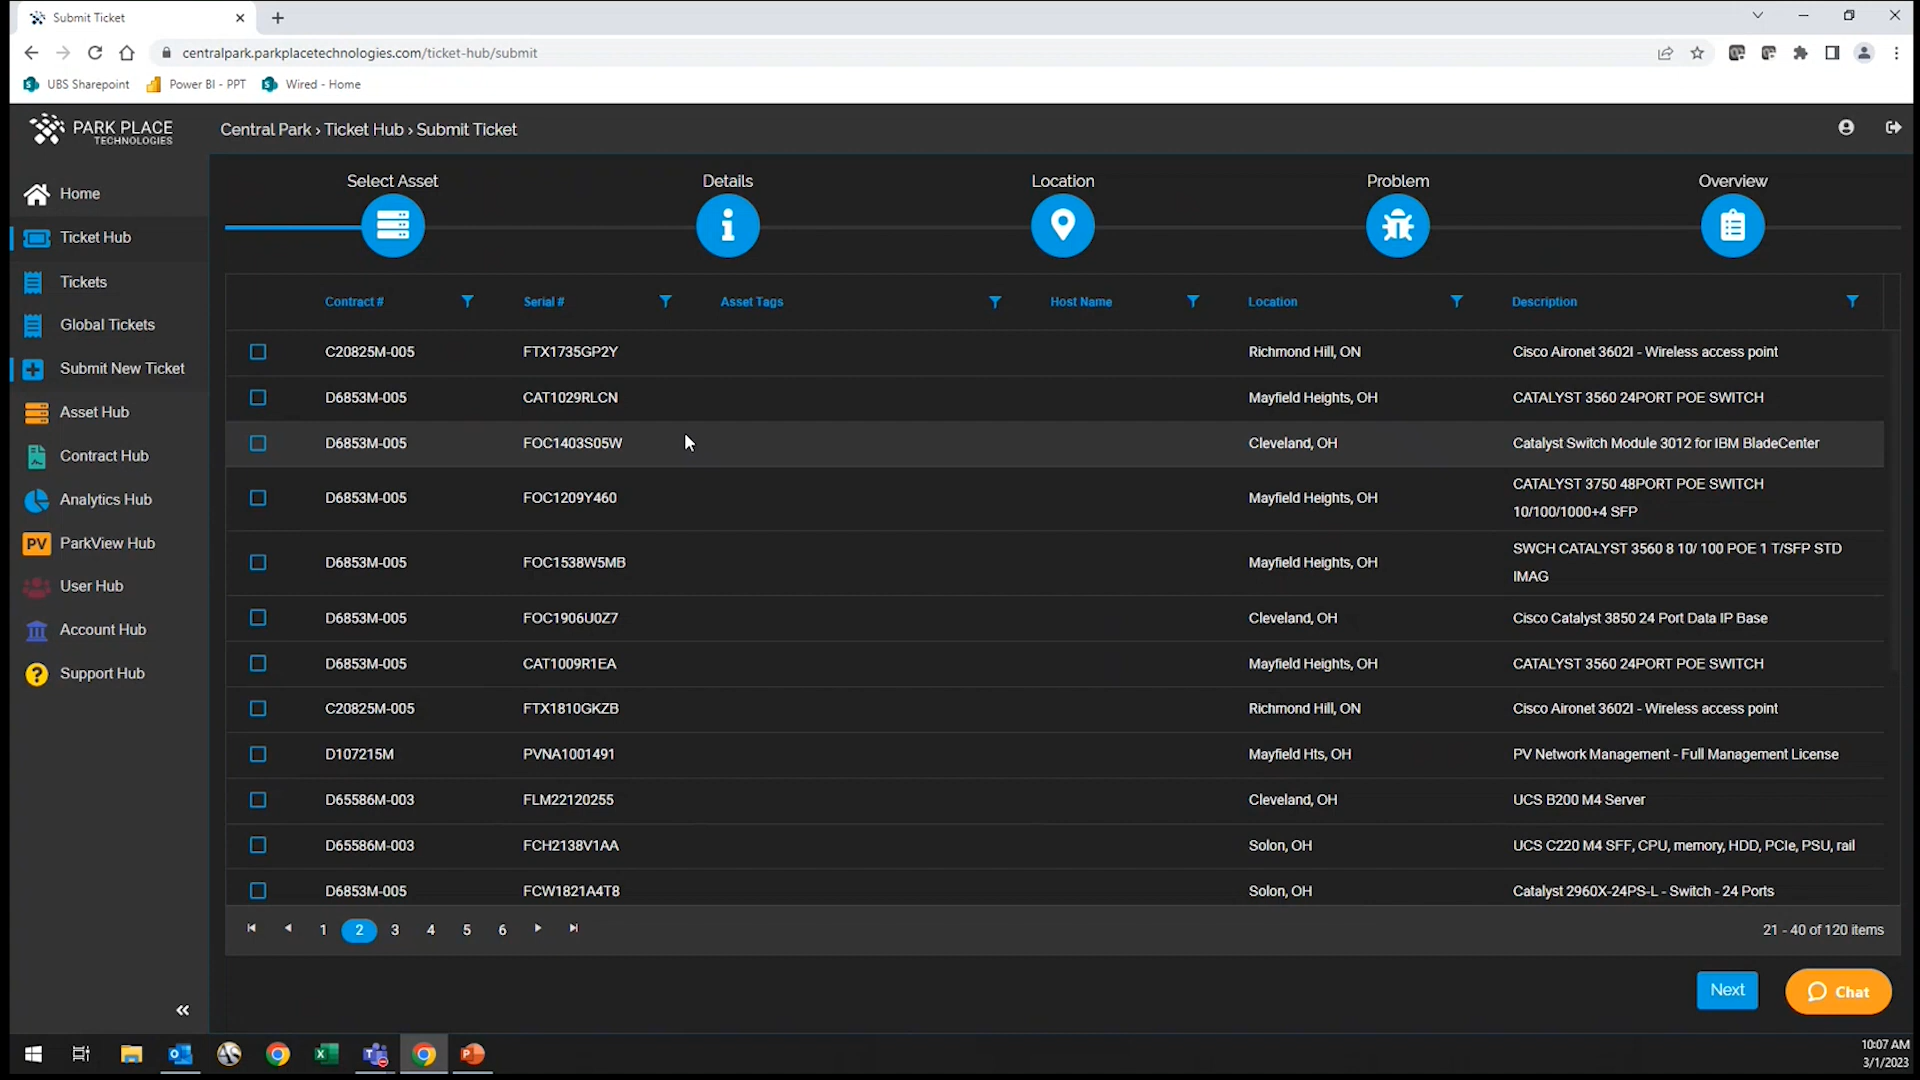 Submit Ticket
centralpark.parkplacetechnologies.com/ticket-hub/submit
UBS Sharepoint Power BI - PPT Wired - Home
PARK PLACE
TECHNOLOGIES
Central Park › Ticket Hub › Submit Ticket
Home
Ticket Hub
Tickets
Global Tickets
Submit New Ticket
Asset Hub
Contract Hub
Analytics Hub
PV ParkView Hub
User Hub
Account Hub
? Support Hub
Select Asset Details Location Problem Overview
Contract # Serial # Asset Tags Host Name Location Description
C20825M-005 FTX1735GP2Y Richmond Hill, ON Cisco Aironet 3602I - Wireless access point
D6853M-005 CAT1029RLCN Mayfield Heights, OH CATALYST 3560 24PORT POE SWITCH
D6853M-005 FOC1403S05W Cleveland, OH Catalyst Switch Module 3012 for IBM BladeCenter
D6853M-005 FOC1209Y460 Mayfield Heights, OH CATALYST 3750 48PORT POE SWITCH
10/100/1000+4 SFP
D6853M-005 FOC1538W5MB Mayfield Heights, OH SWCH CATALYST 3560 8 10/ 100 POE 1 T/SFP STD
IMAG
D6853M-005 FOC1906U0Z7 Cleveland, OH Cisco Catalyst 3850 24 Port Data IP Base
D6853M-005 CAT1009R1EA Mayfield Heights, OH CATALYST 3560 24PORT POE SWITCH
C20825M-005 FTX1810GKZB Richmond Hill, ON Cisco Aironet 3602I - Wireless access point
D107215M PVNA1001491 Mayfield Hts, OH PV Network Management - Full Management License
D65586M-003 FLM22120255 Cleveland, OH UCS B200 M4 Server
D65586M-003 FCH2138V1AA Solon, OH UCS C220 M4 SFF, CPU, memory, HDD, PCIe, PSU, rail
D6853M-005 FCW1821A4T8 Solon, OH Catalyst 2960X-24PS-L - Switch - 24 Ports
1 2 3 4 5 6 21 - 40 of 120 items
Next Chat
10:07 AM
3/1/2023